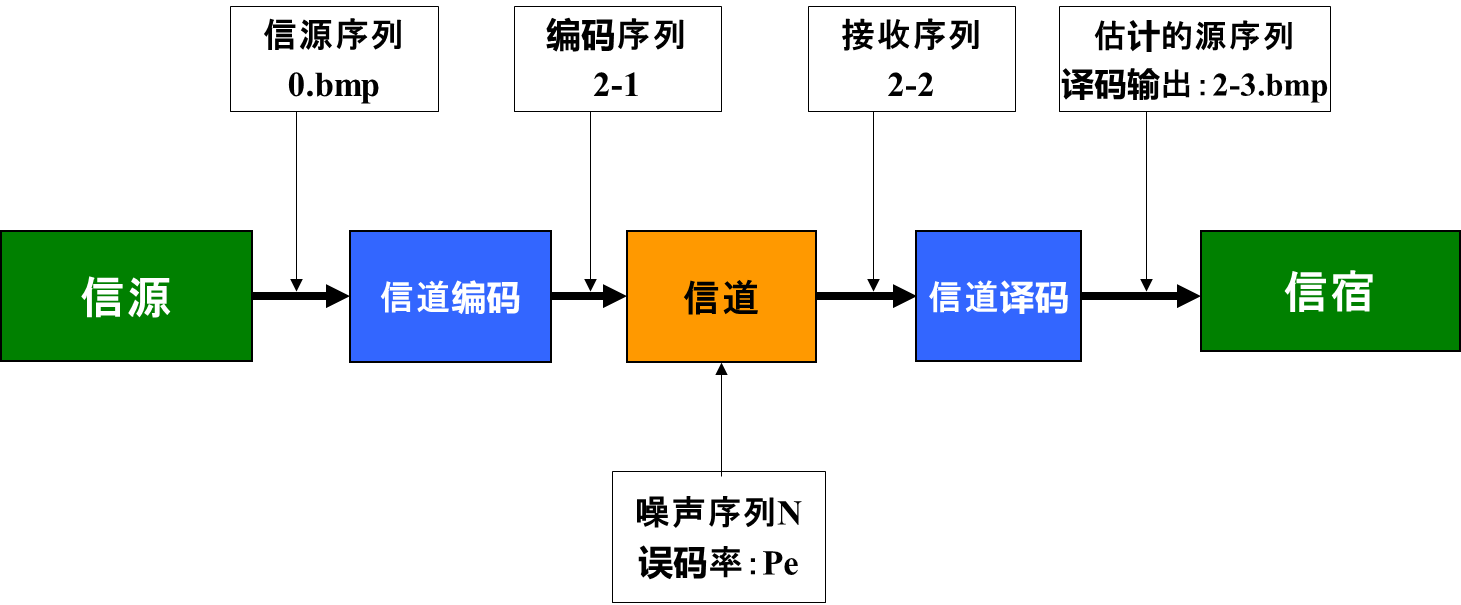 信源序列
0.bmp
编码序列
2-1
接收序列
2-2
估计的源序列
译码输出:2-3.bmp
信源
信道编码
信道
信道译码
信宿
噪声序列N
误码率:Pe